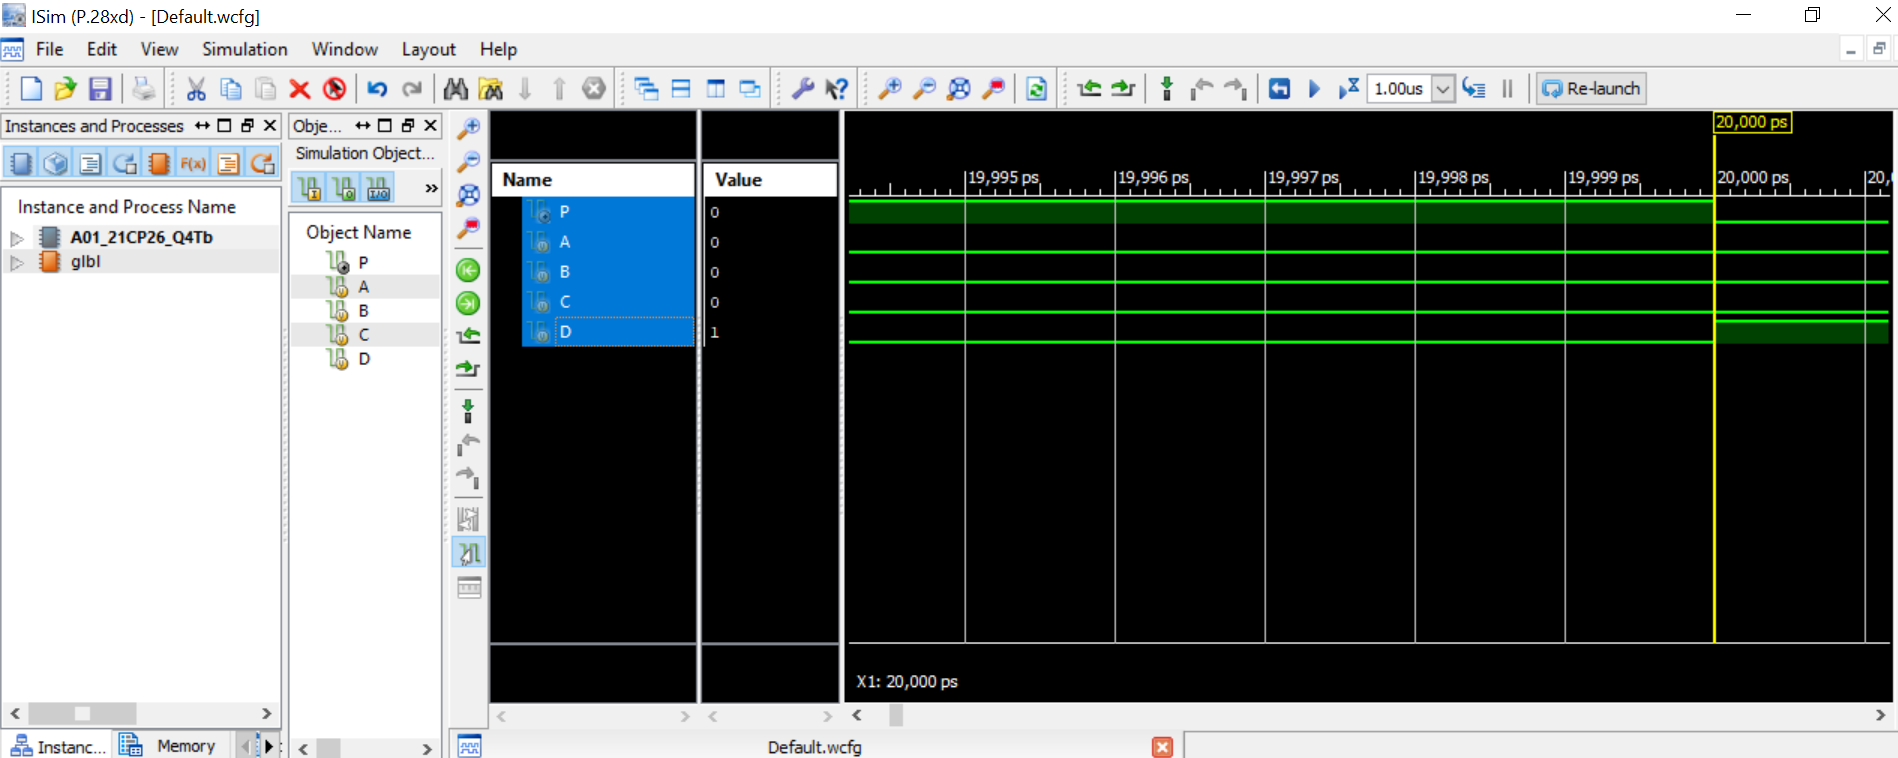 ISim (P.28xd) - [Default.wcfg]
File Edit View Simulation Window Layout Help
1.00us
Re-launch
Instances and Processes
Obje...
Simulation Object...
F(x)
I/O
»
Instance and Process Name
A01_21CP26_Q4Tb
glbl
Object Name
P
A
B
C
D
Name Value
P 0
A 0
B 0
C 0
D 1
20,000 ps
19,995 ps 19,996 ps 19,997 ps 19,998 ps 19,999 ps 20,000 ps 20,
X1: 20,000 ps
Instanc... Memory
Default.wcfg